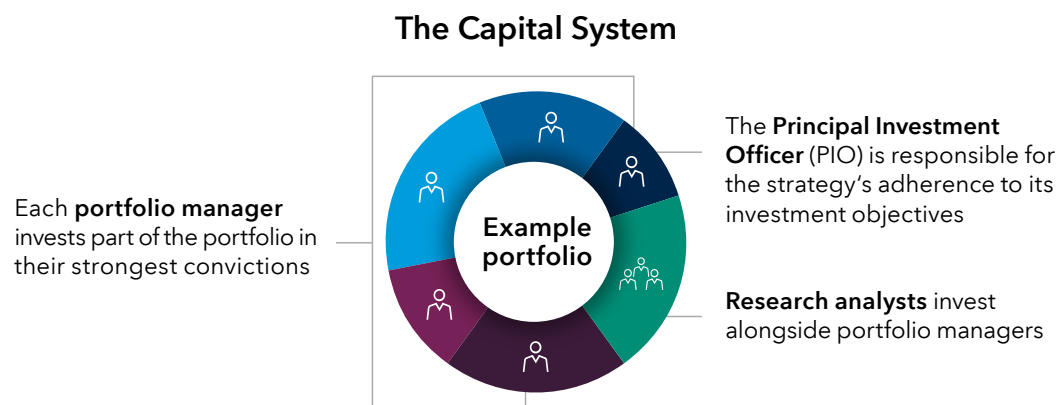 The Capital System
Each portfolio manager
invests part of the portfolio in
their strongest convictions
Example
portfolio
The Principal Investment
Officer (PIO) is responsible for
the strategy‘s adherence to its
investment objectives
Research analysts invest
alongside portfolio managers